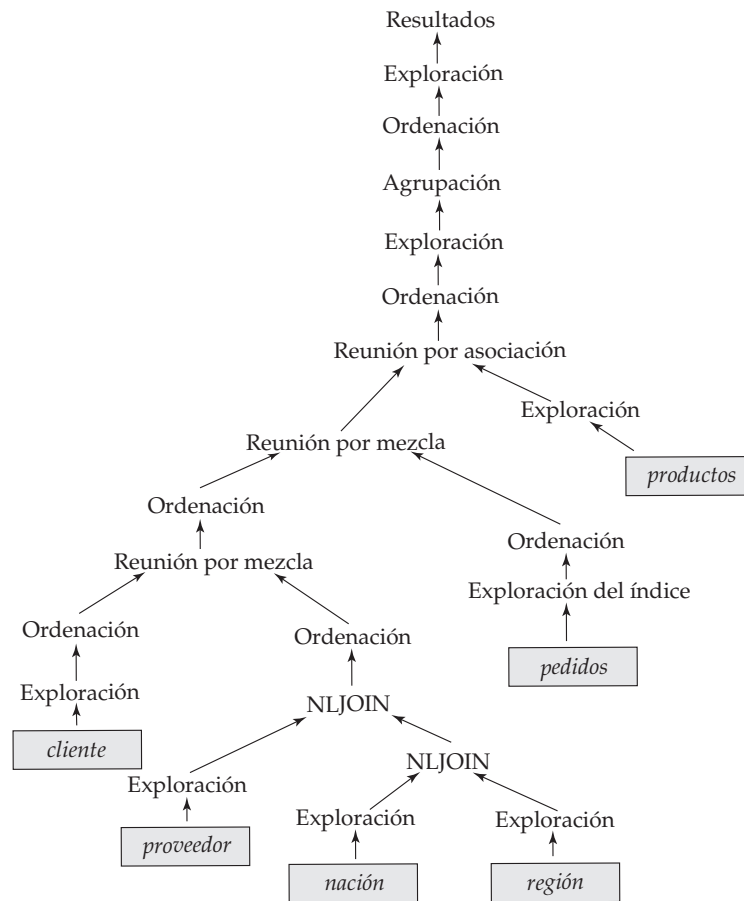 Resultados
Exploración
Ordenación
Agrupación
Exploración
Ordenación
Reunión por asociación
Exploración
Reunión por mezcla
productos
Ordenación
Ordenación
Reunión por mezcla
Exploración del índice
Ordenación
Ordenación
pedidos
Exploración
NLJOIN
cliente
NLJOIN
Exploración
Exploración
Exploración
proveedor
nación
región